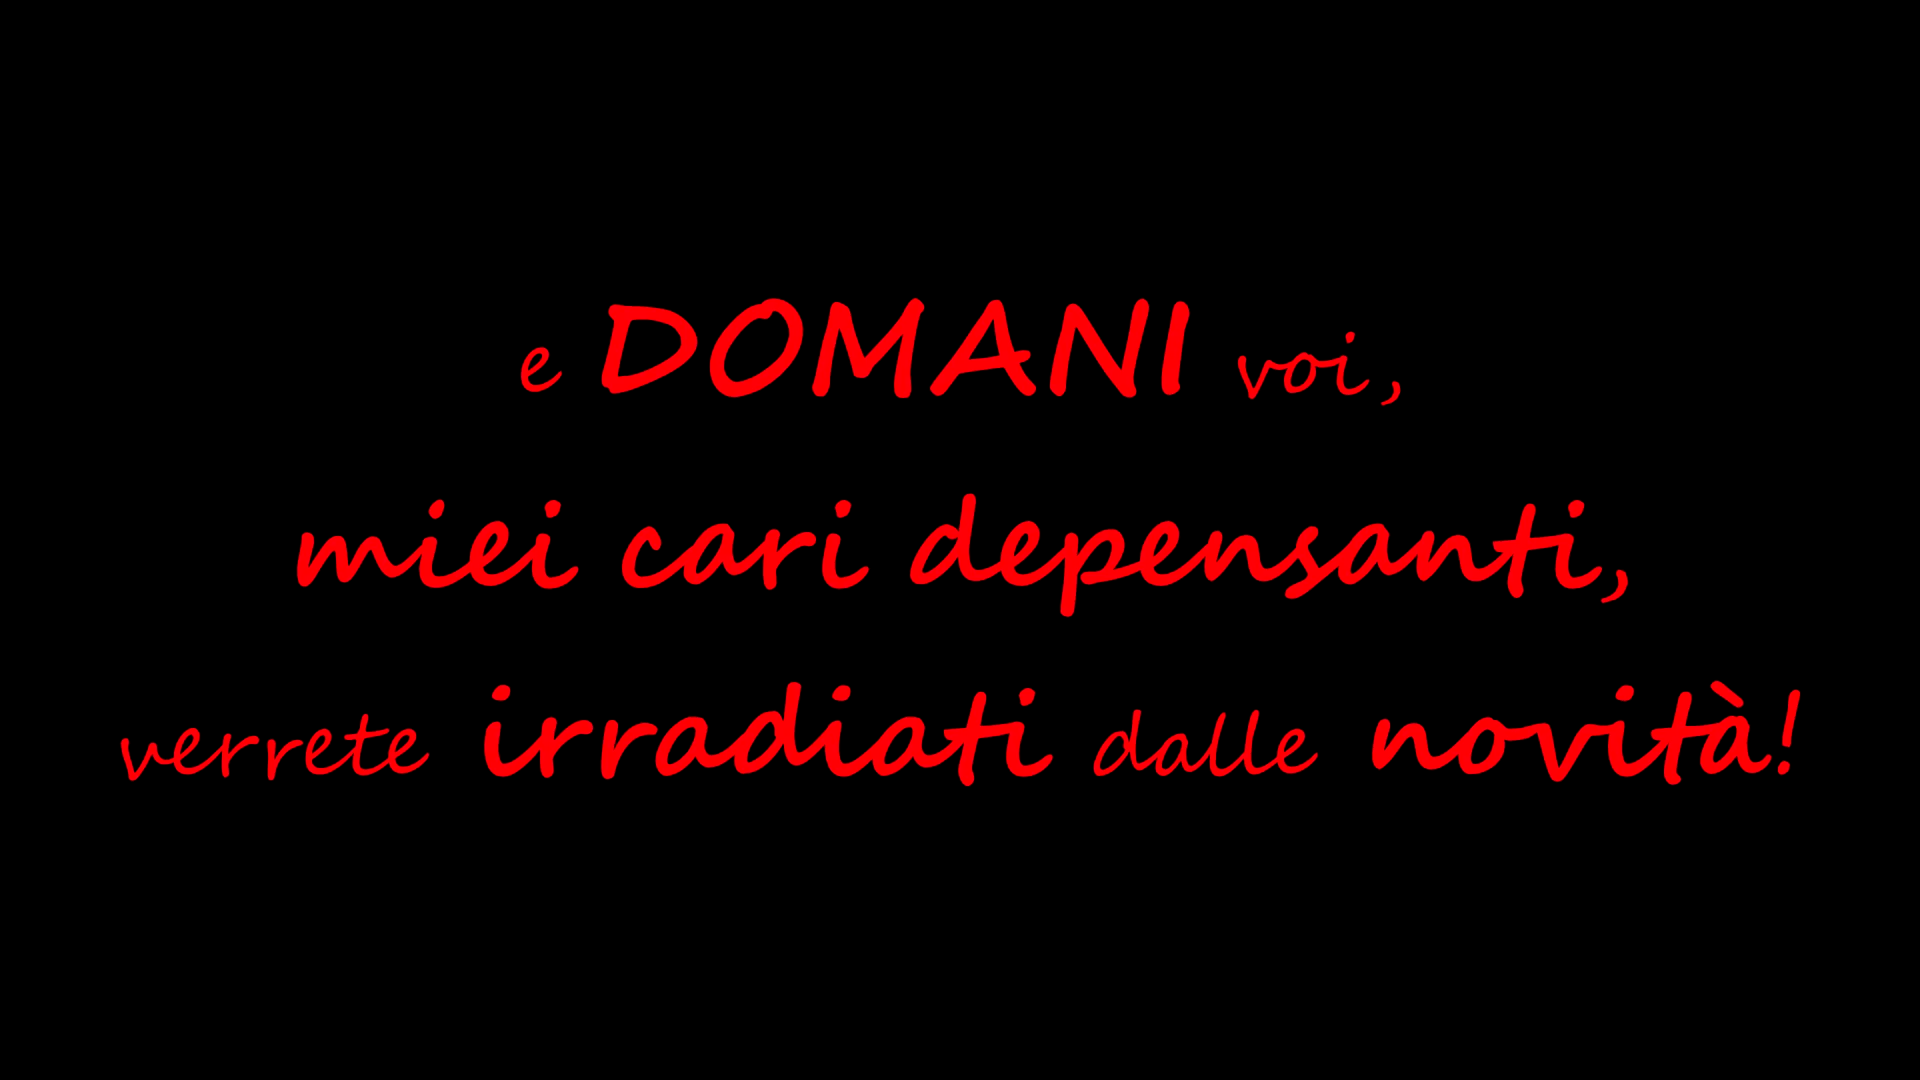 e DOMANI voi,
miei cari depensanti,
verrete irradiati dalle novità!